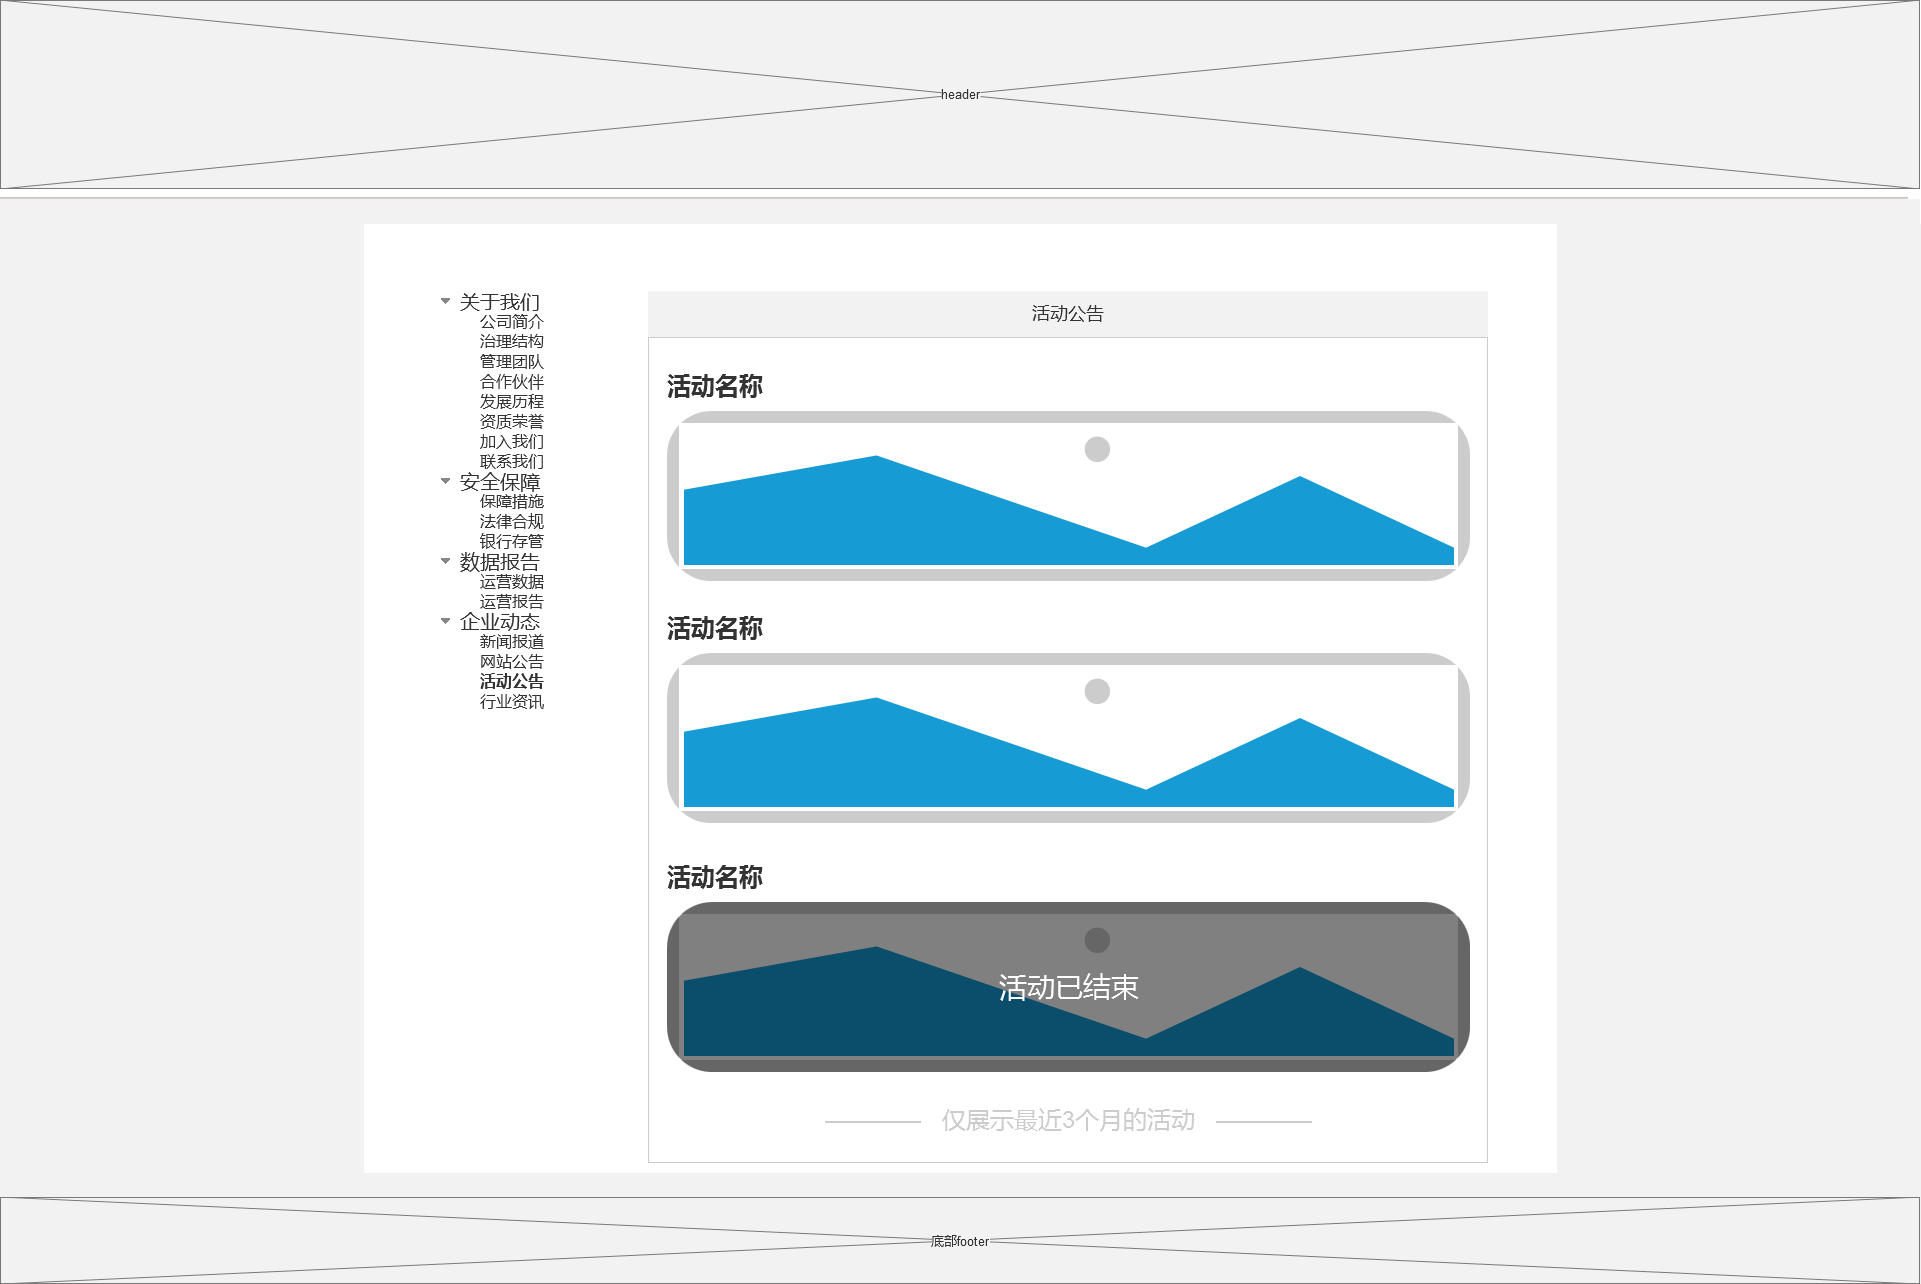 header
关于我们
公司简介
治理结构
管理团队
合作伙伴
发展历程
资质荣誉
加入我们
联系我们
安全保障
保障措施
法律合规
银行存管
数据报告
运营数据
运营报告
企业动态
新闻报道
网站公告
活动公告
行业资讯
活动公告
活动名称
活动名称
活动名称
活动已结束
仅展示最近3个月的活动
底部footer